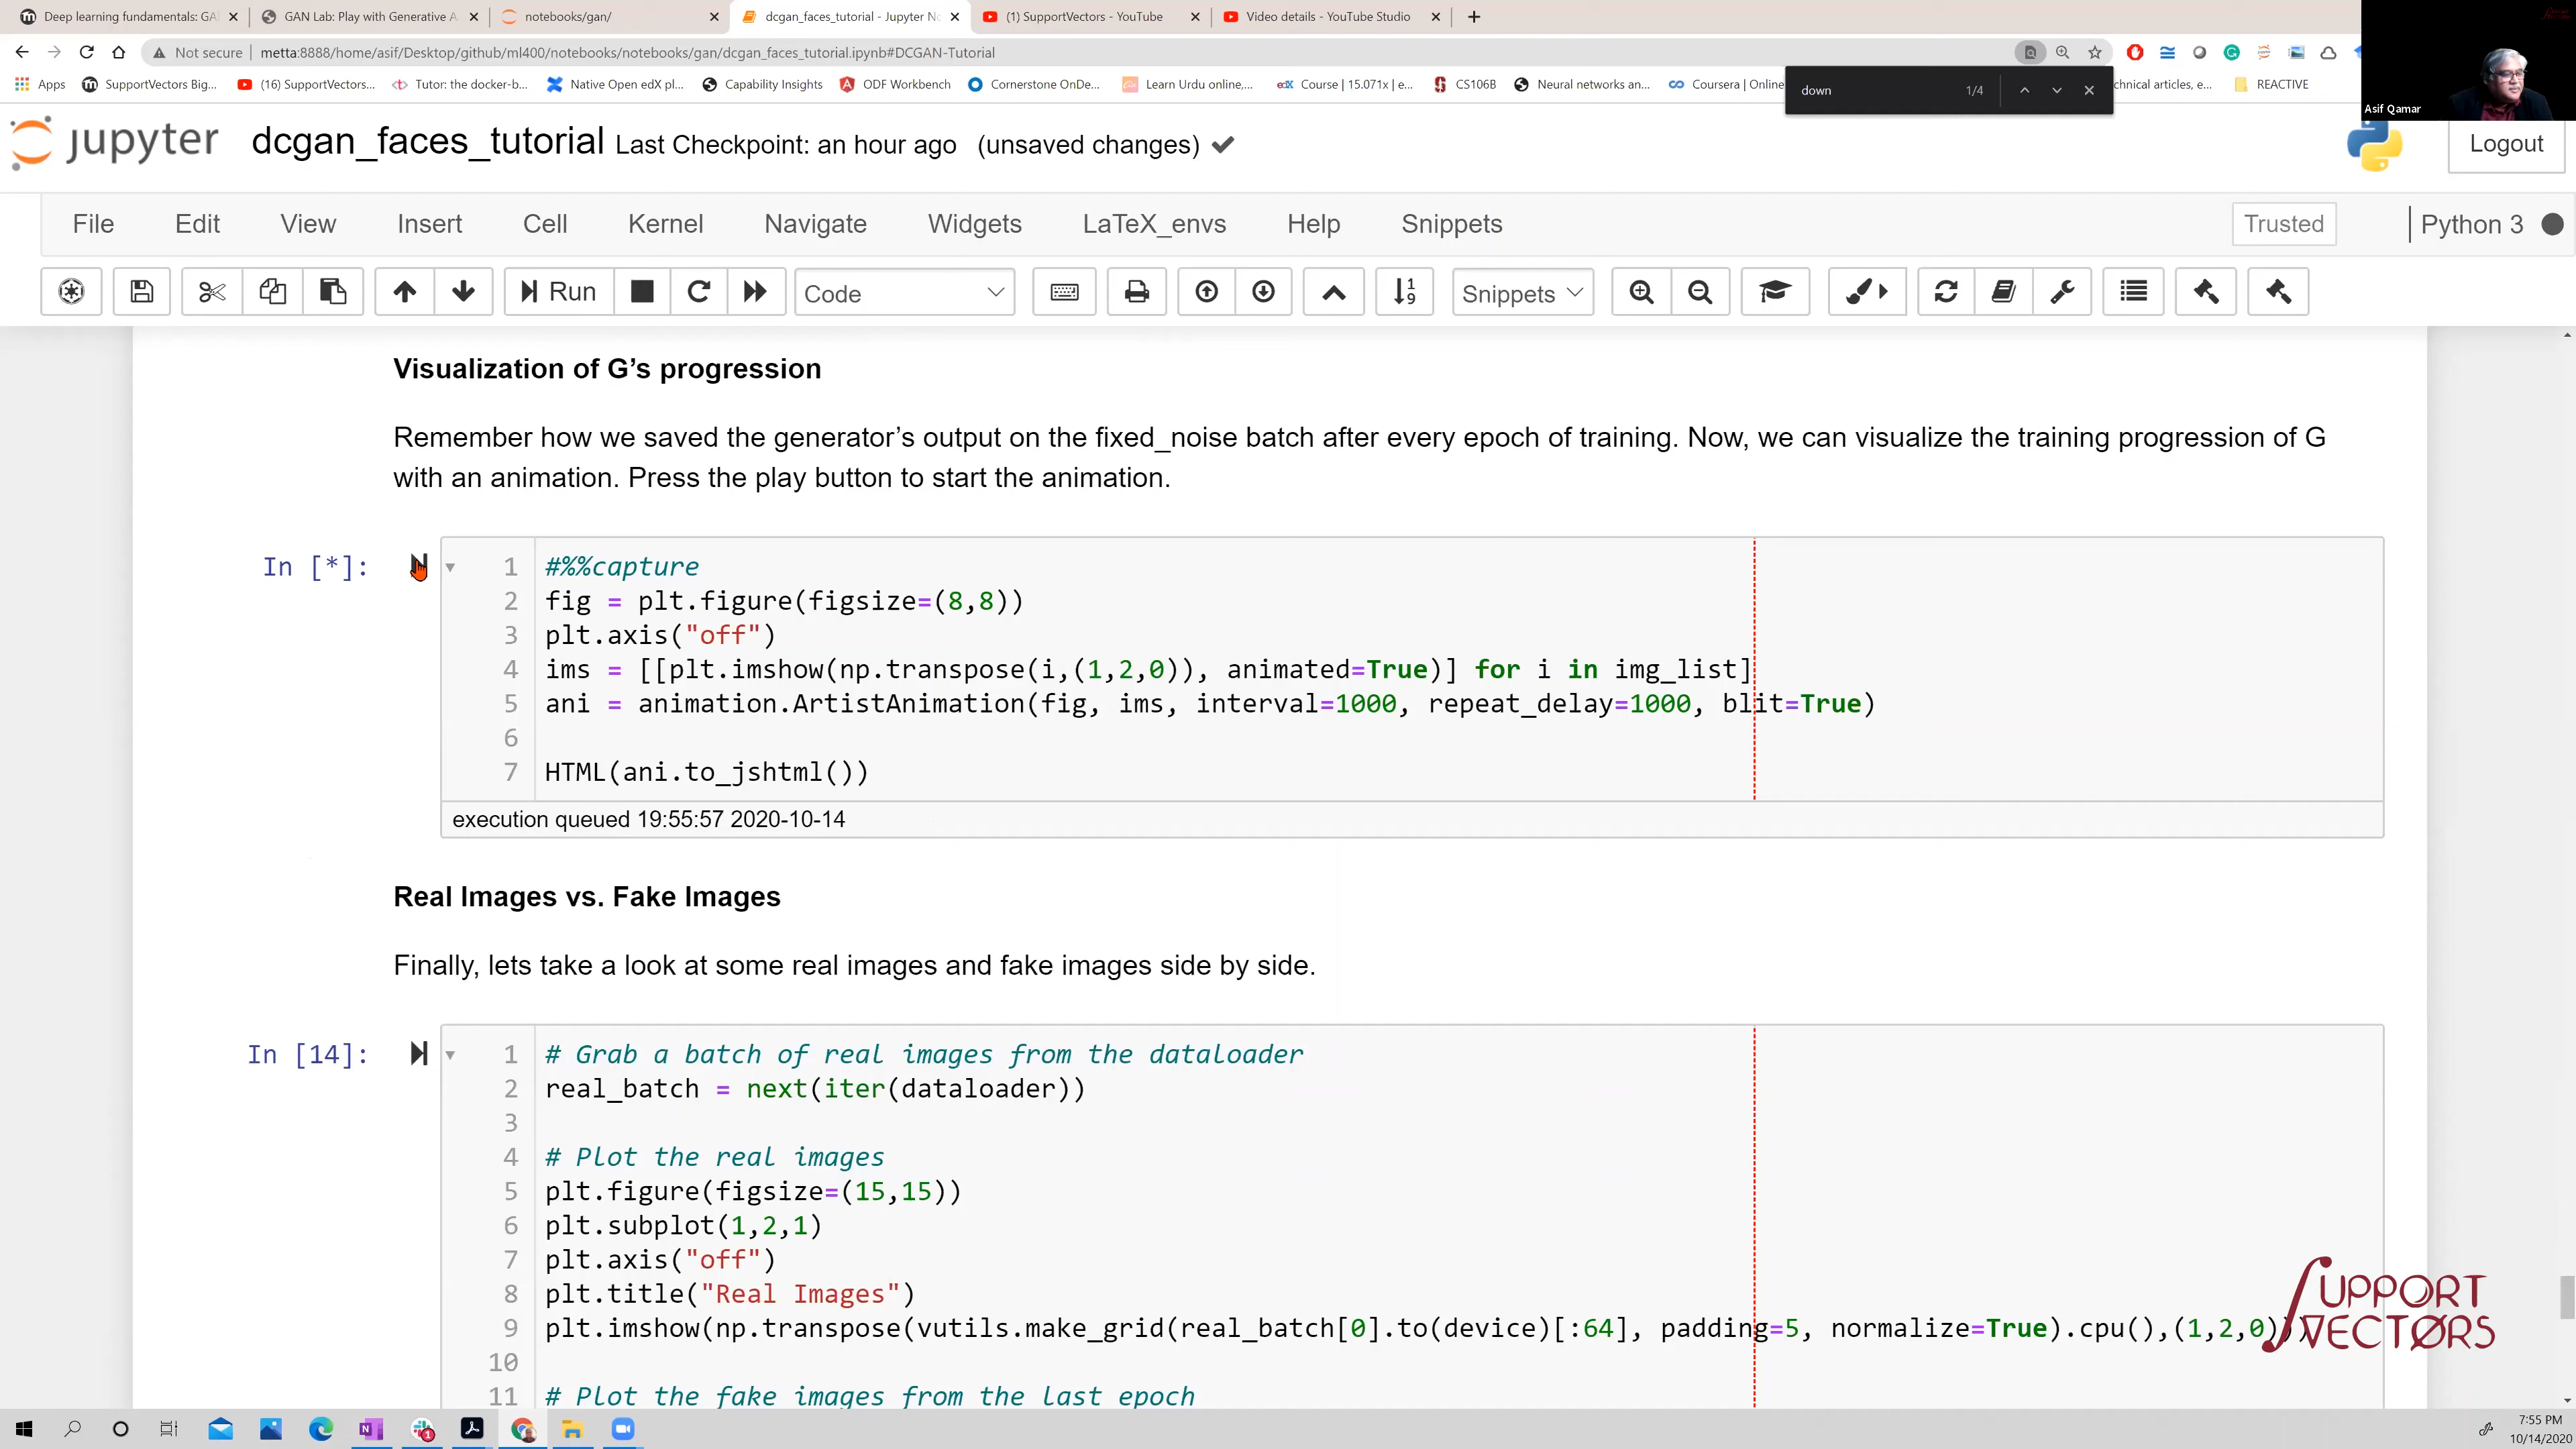 Deep learning fundamentals: GA
GAN Lab: Play with Generative A
notebooks/gan/
dcgan_faces_tutorial - Jupyter No
(1) SupportVectors - YouTube
Video details - YouTube Studio
Not secure | metta:8888/home/asif/Desktop/github/ml400/notebooks/notebooks/gan/dcgan_faces_tutorial.ipynb#DCGAN-Tutorial
Apps
SupportVectors Big...
(16) SupportVectors...
Tutor: the docker-b...
Native Open edX pl...
Capability Insights
ODF Workbench
Cornerstone OnDe...
Learn Urdu online,...
edX Course | 15.071x | e...
CS106B
Neural networks an...
Coursera | Online
chnical articles, e...
REACTIVE
down 1/4
Asif Qamar
jupyter dcgan_faces_tutorial Last Checkpoint: an hour ago (unsaved changes)
Logout
File Edit View Insert Cell Kernel Navigate Widgets LaTeX_envs Help Snippets
Trusted | Python 3
Run Code Snippets
Visualization of G’s progression
Remember how we saved the generator’s output on the fixed_noise batch after every epoch of training. Now, we can visualize the training progression of G
with an animation. Press the play button to start the animation.
In [*]:
1 #%%capture
2 fig = plt.figure(figsize=(8,8))
3 plt.axis("off")
4 ims = [[plt.imshow(np.transpose(i,(1,2,0)), animated=True)] for i in img_list]
5 ani = animation.ArtistAnimation(fig, ims, interval=1000, repeat_delay=1000, blit=True)
6
7 HTML(ani.to_jshtml())
execution queued 19:55:57 2020-10-14
Real Images vs. Fake Images
Finally, lets take a look at some real images and fake images side by side.
In [14]:
1 # Grab a batch of real images from the dataloader
2 real_batch = next(iter(dataloader))
3
4 # Plot the real images
5 plt.figure(figsize=(15,15))
6 plt.subplot(1,2,1)
7 plt.axis("off")
8 plt.title("Real Images")
9 plt.imshow(np.transpose(vutils.make_grid(real_batch[0].to(device)[:64], padding=5, normalize=True).cpu(),(1,2,0)))
10
11 # Plot the fake images from the last epoch
SUPPORT
VECTORS
7:55 PM
10/14/2020